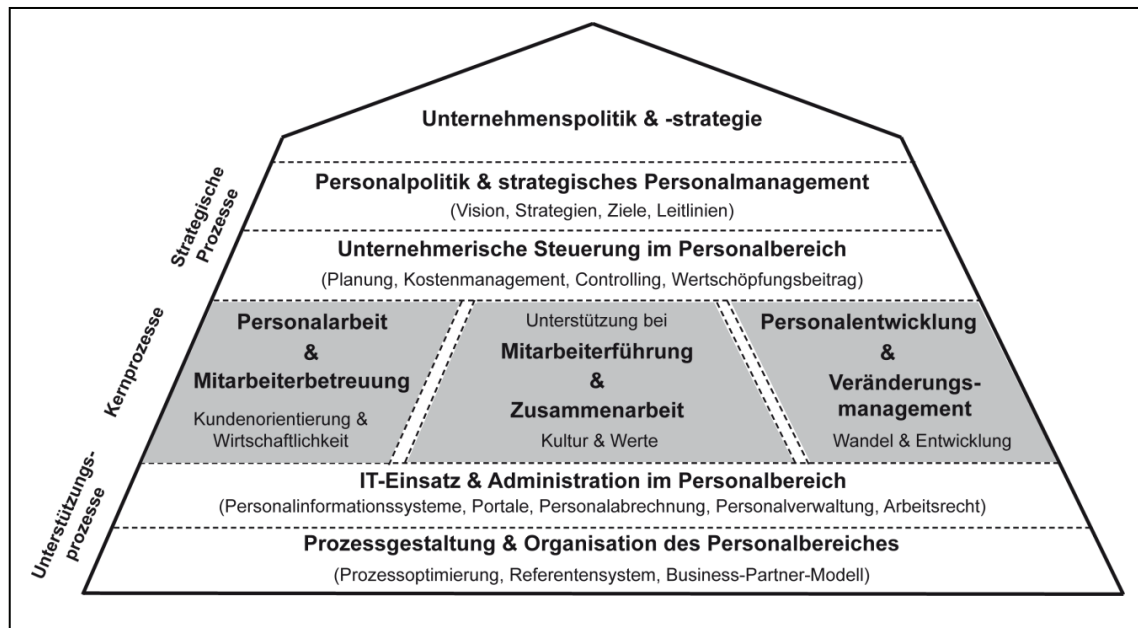 Unternehmenspolitik & -strategie
Strategische
Prozesse
Personalpolitik & strategisches Personalmanagement
(Vision, Strategien, Ziele, Leitlinien)
Unternehmerische Steuerung im Personalbereich
(Planung, Kostenmanagement, Controlling, Wertschöpfungsbeitrag)
Kernprozesse
Personalarbeit
&
Mitarbeiterbetreuung
Kundenorientierung &
Wirtschaftlichkeit
Unterstützung bei
Mitarbeiterführung
&
Zusammenarbeit
Kultur & Werte
Personalentwicklung
&
Veränderungs-
management
Wandel & Entwicklung
Unterstützungs-
prozesse
IT-Einsatz & Administration im Personalbereich
(Personalinformationssysteme, Portale, Personalabrechnung, Personalverwaltung, Arbeitsrecht)
Prozessgestaltung & Organisation des Personalbereiches
(Prozessoptimierung, Referentensystem, Business-Partner-Modell)